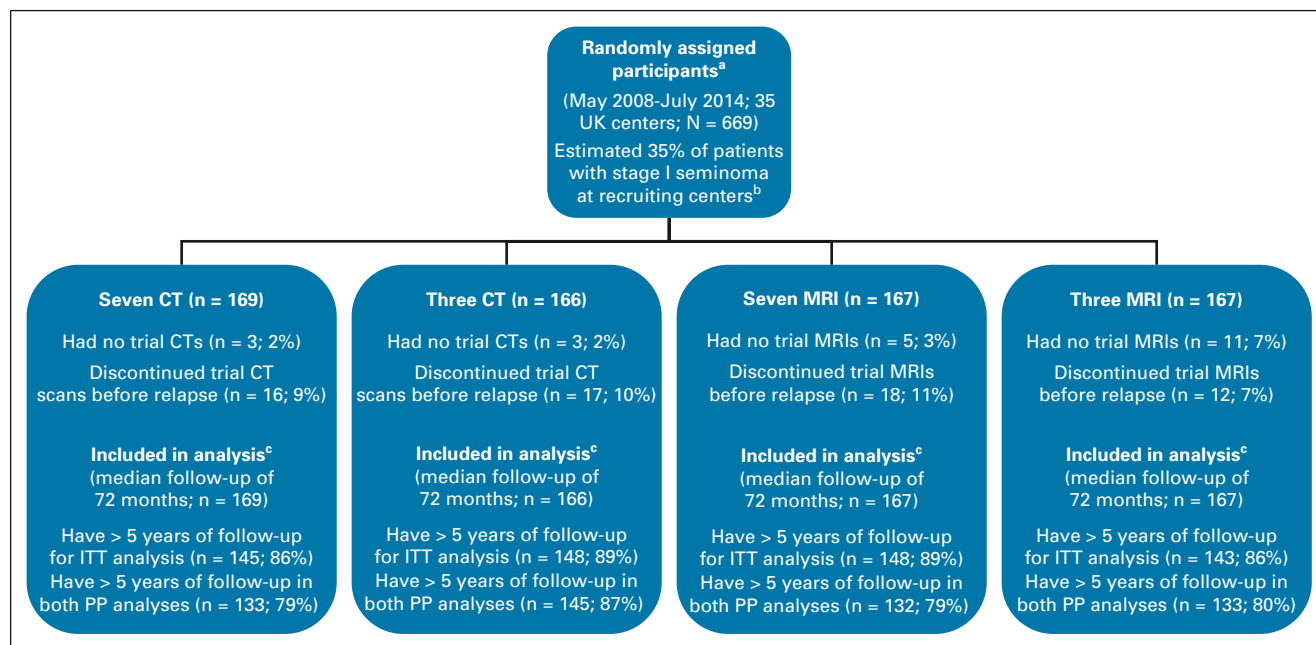 Randomly assigned
participantsa
(May 2008-July 2014; 35
UK centers; N = 669)
Estimated 35% of patients
with stage I seminoma
at recruiting centersb
Seven CT (n = 169)
Had no trial CTs (n = 3; 2%)
Discontinued trial CT
scans before relapse (n = 16; 9%)
Included in analysisc
(median follow-up of
72 months; n = 169)
Have > 5 years of follow-up
for ITT analysis (n = 145; 86%)
Have > 5 years of follow-up in
both PP analyses (n = 133; 79%)
Three CT (n = 166)
Had no trial CTs (n = 3; 2%)
Discontinued trial CT
scans before relapse (n = 17; 10%)
Included in analysisc
(median follow-up of
72 months; n = 166)
Have > 5 years of follow-up
for ITT analysis (n = 148; 89%)
Have > 5 years of follow-up in
both PP analyses (n = 145; 87%)
Seven MRI (n = 167)
Had no trial MRIs (n = 5; 3%)
Discontinued trial MRIs
before relapse (n = 18; 11%)
Included in analysisc
(median follow-up of
72 months; n = 167)
Have > 5 years of follow-up
for ITT analysis (n = 148; 89%)
Have > 5 years of follow-up in
both PP analyses (n = 132; 79%)
Three MRI (n = 167)
Had no trial MRIs (n = 11; 7%)
Discontinued trial MRIs
before relapse (n = 12; 7%)
Included in analysisc
(median follow-up of
72 months; n = 167)
Have > 5 years of follow-up
for ITT analysis (n = 143; 86%)
Have > 5 years of follow-up in
both PP analyses (n = 133; 80%)